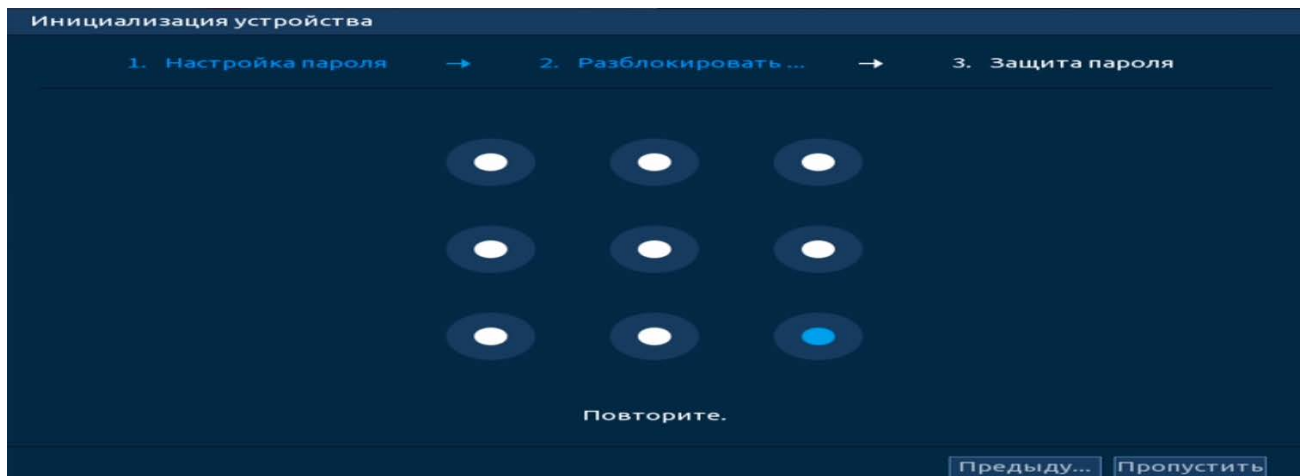 Инициализация устройства
1. Настройка пароля → 2. Разблокировать ... → 3. Защита пароля
Повторите.
Предыду... Пропустить